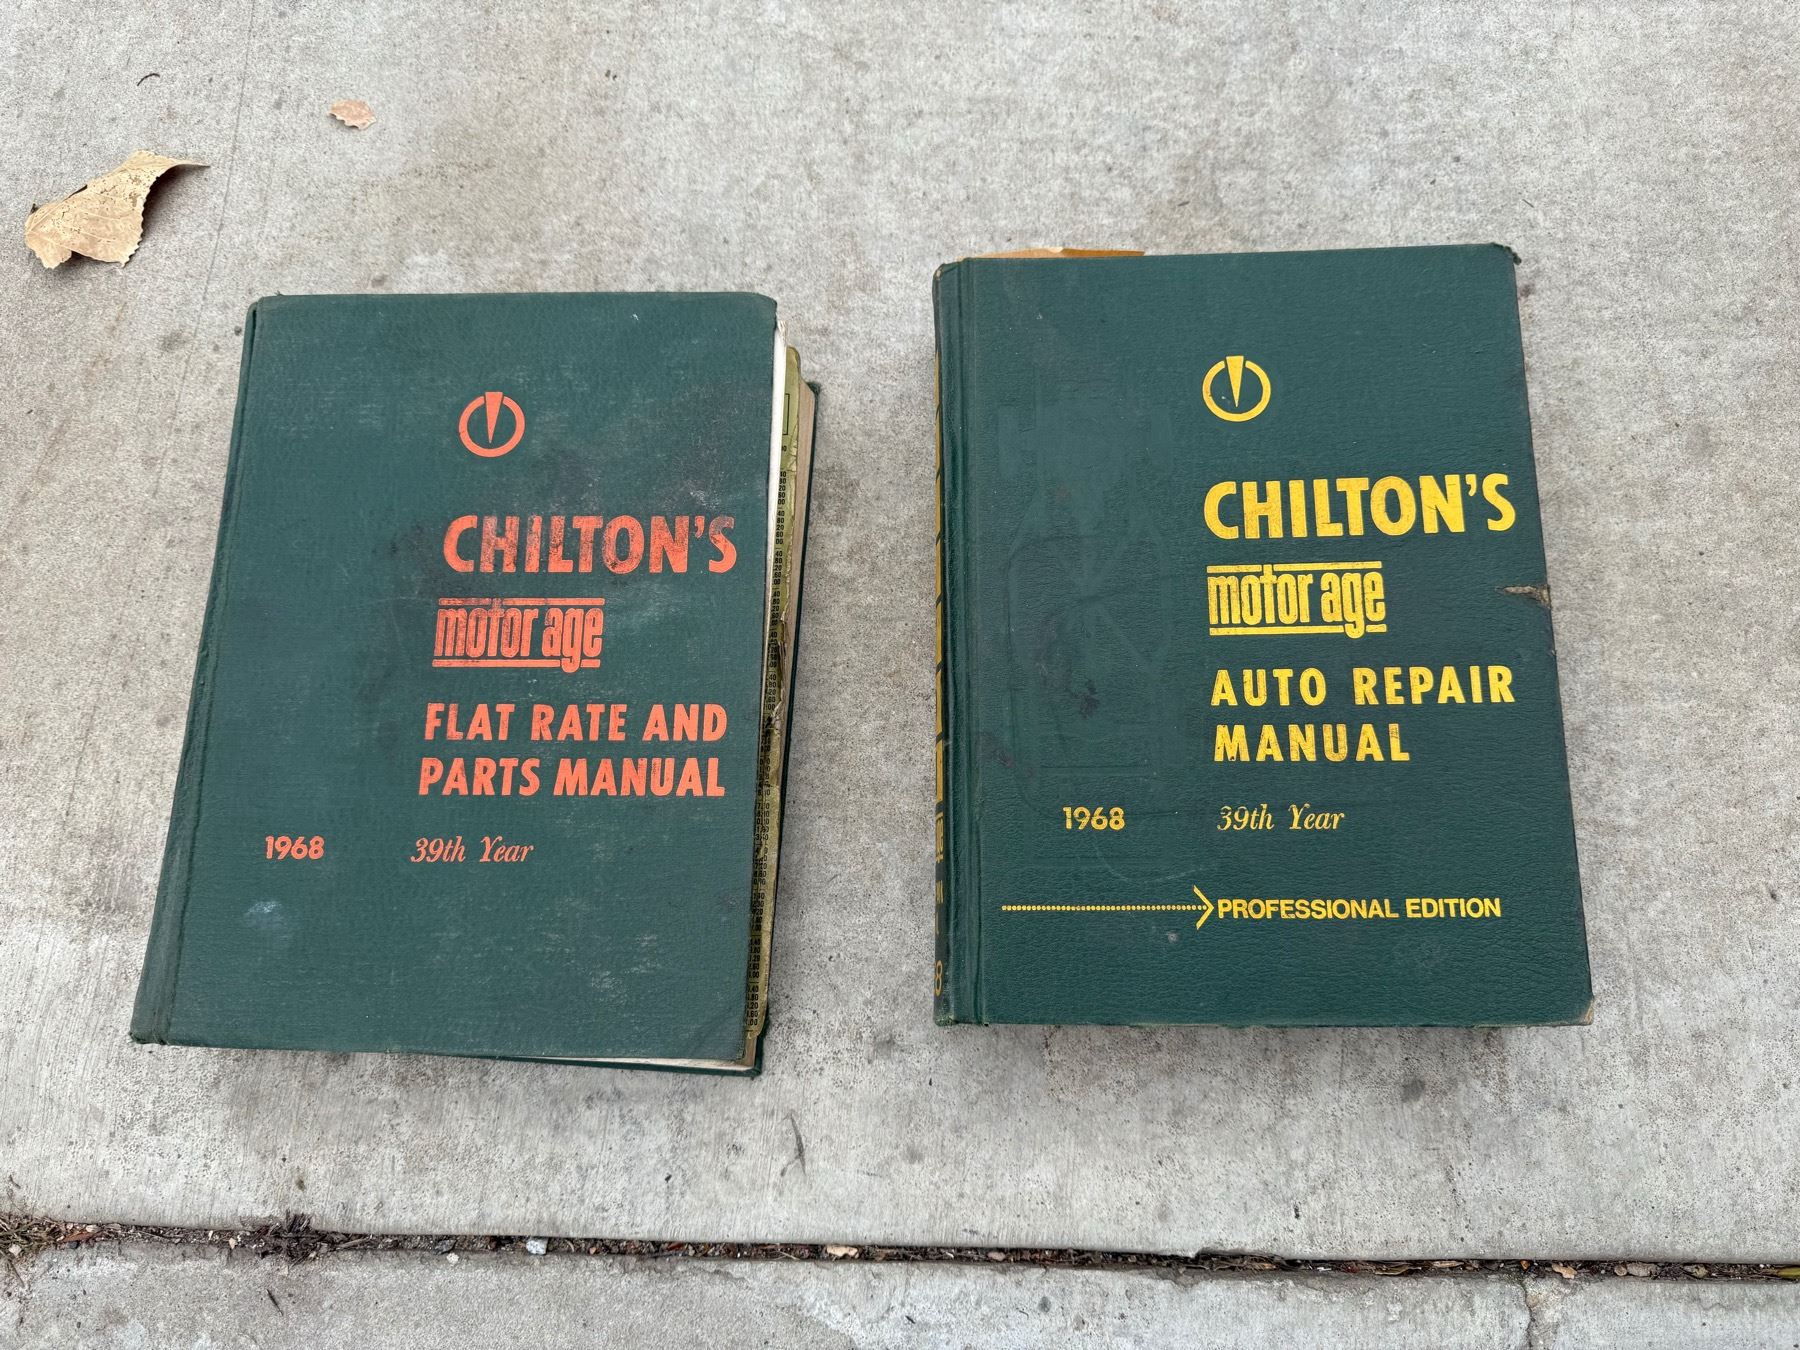 CHILTON'S
motor age
FLAT RATE AND
PARTS MANUAL
1968 39th Year
CHILTON'S
motor age
AUTO REPAIR
MANUAL
1968 39th Year
PROFESSIONAL EDITION
8